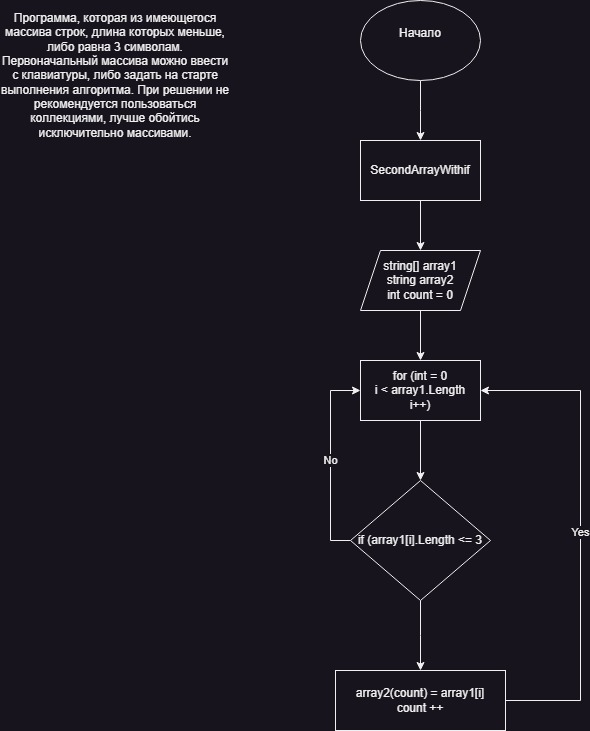 Программа, которая из имеющегося
массива строк, длина которых меньше,
либо равна 3 символам.
Первоначальный массива можно ввести
с клавиатуры, либо задать на старте
выполнения алгоритма. При решении не
рекомендуется пользоваться
коллекциями, лучше обойтись
исключительно массивами.
Начало
SecondArrayWithif
string[] array1
string array2
int count = 0
for (int = 0
i < array1.Length
i++)
No
if (array1[i].Length <= 3
Yes
array2(count) = array1[i]
count ++